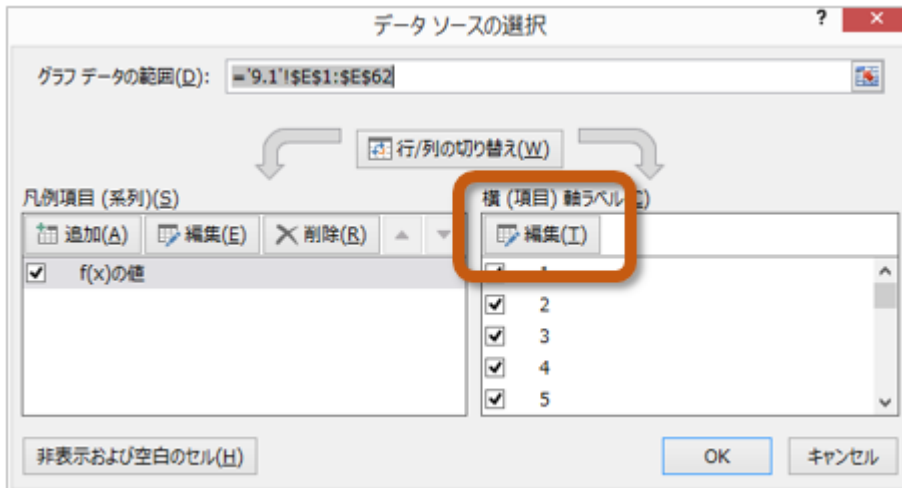 データ ソースの選択
?
グラフ データの範囲(D): ='9.1'!$E$1:$E$62
行/列の切り替え(W)
凡例項目 (系列)(S)
追加(A) 編集(E) 削除(R)
f(x)の値
横 (項目) 軸ラベル(C)
編集(T)
1
2
3
4
5
非表示および空白のセル(H)
OK キャンセル